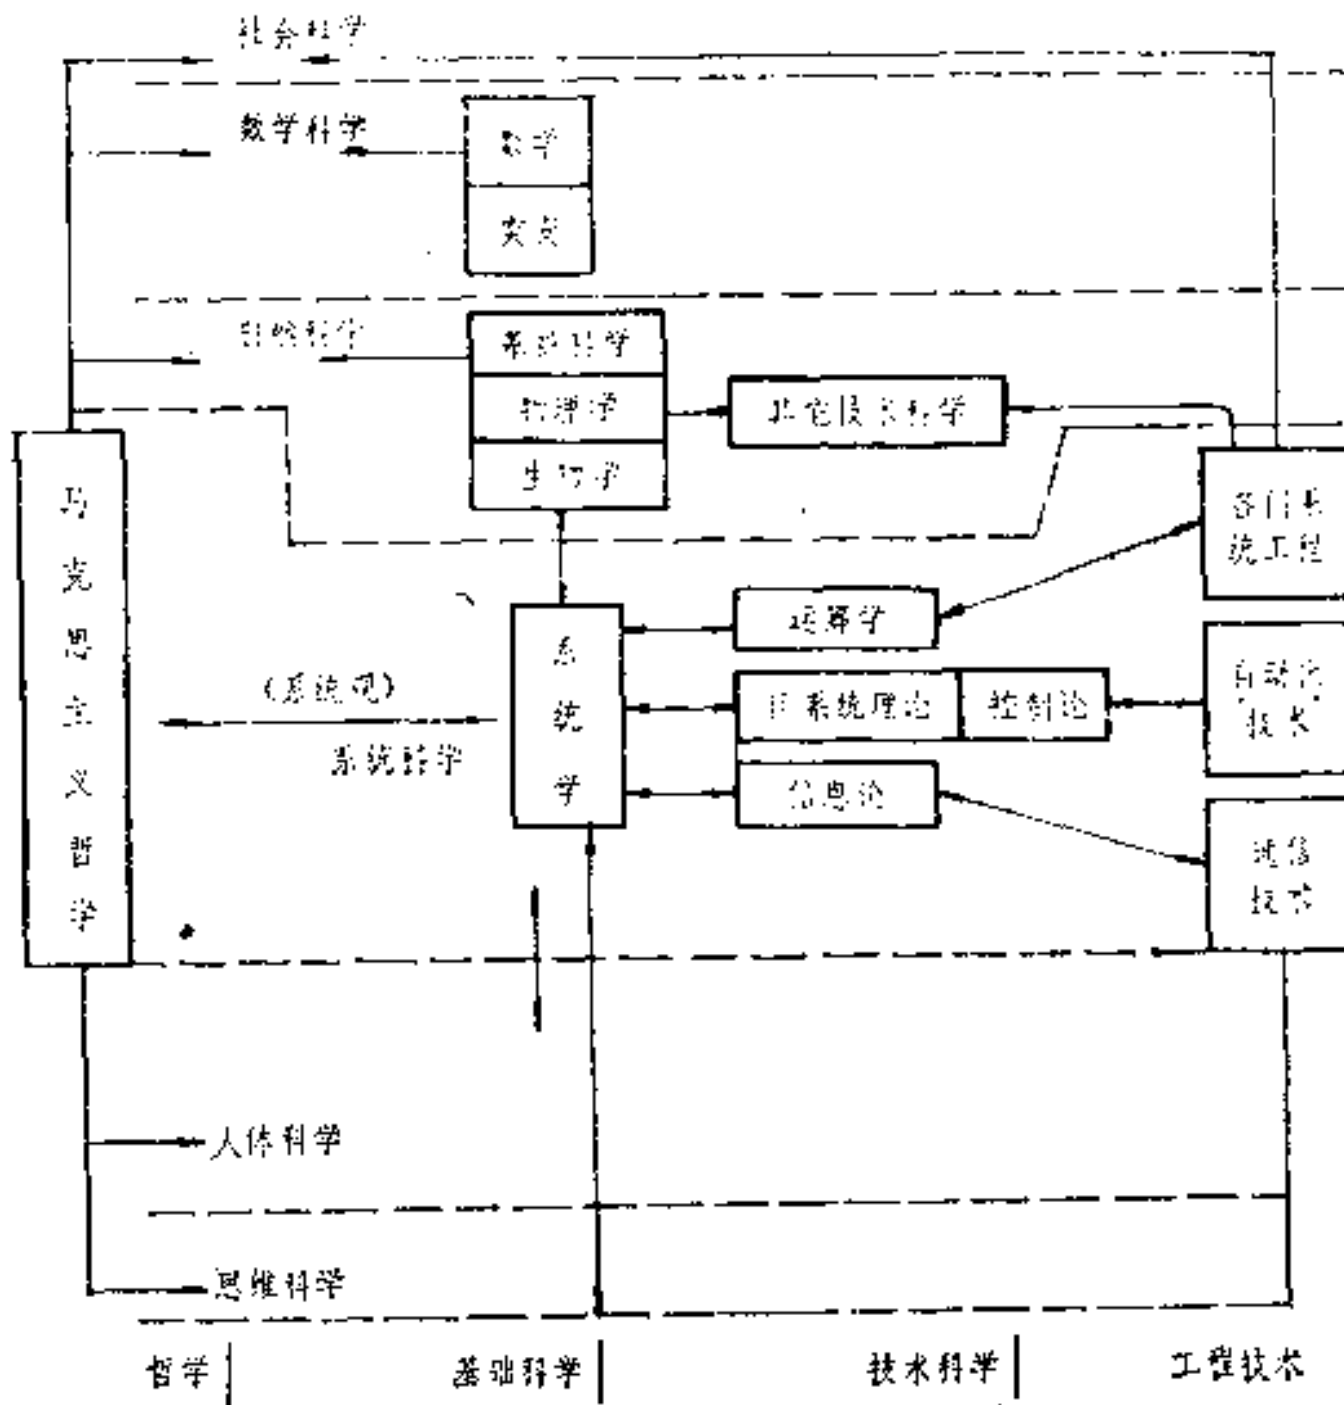 社会科学
数学科学
数学
自然科学
物理学
其它技术科学
生物学
马克思主义哲学
各门系
统工程
运筹学
系统学
(系统观)
系统科学
巨系统理论
控制论
自动化
技术
信息论
通信
技术
人体科学
思维科学
哲学
基础科学
技术科学
工程技术